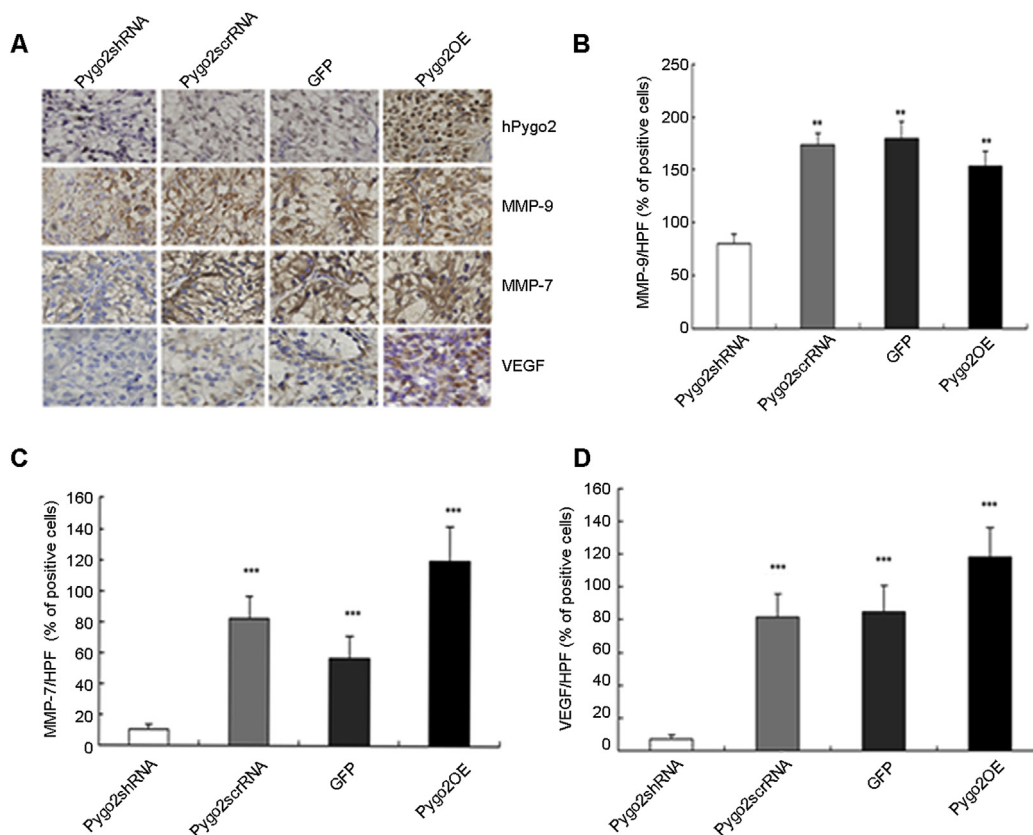 A
Pygo2shRNA
Pygo2scrRNA
GFP
Pygo2OE
hPygo2
MMP-9
MMP-7
VEGF
B
MMP-9/HPF (% of positive cells)
250
200
150
100
50
0
**
**
**
Pygo2shRNA
Pygo2scrRNA
GFP
Pygo2OE
C
MMP-7/HPF (% of positive cells)
160
140
120
100
80
60
40
20
0
***
***
***
Pygo2shRNA
Pygo2scrRNA
GFP
Pygo2OE
D
VEGF/HPF (% of positive cells)
160
140
120
100
80
60
40
20
0
***
***
***
Pygo2shRNA
Pygo2scrRNA
GFP
Pygo2OE